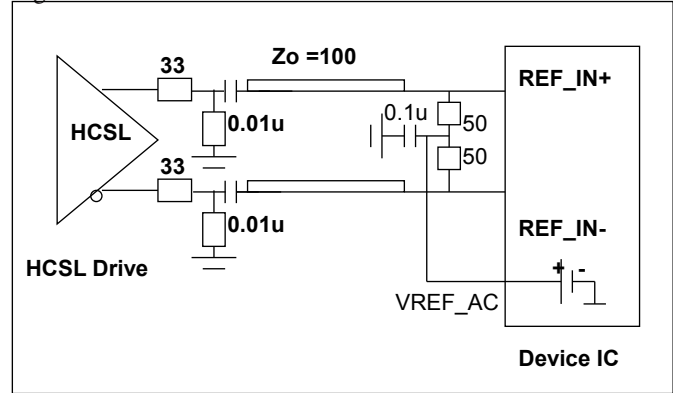 33
Zo =100
REF_IN+
0.1u
50
HCSL
0.01u
50
33
REF_IN-
0.01u
+ -
HCSL Drive
VREF_AC
Device IC